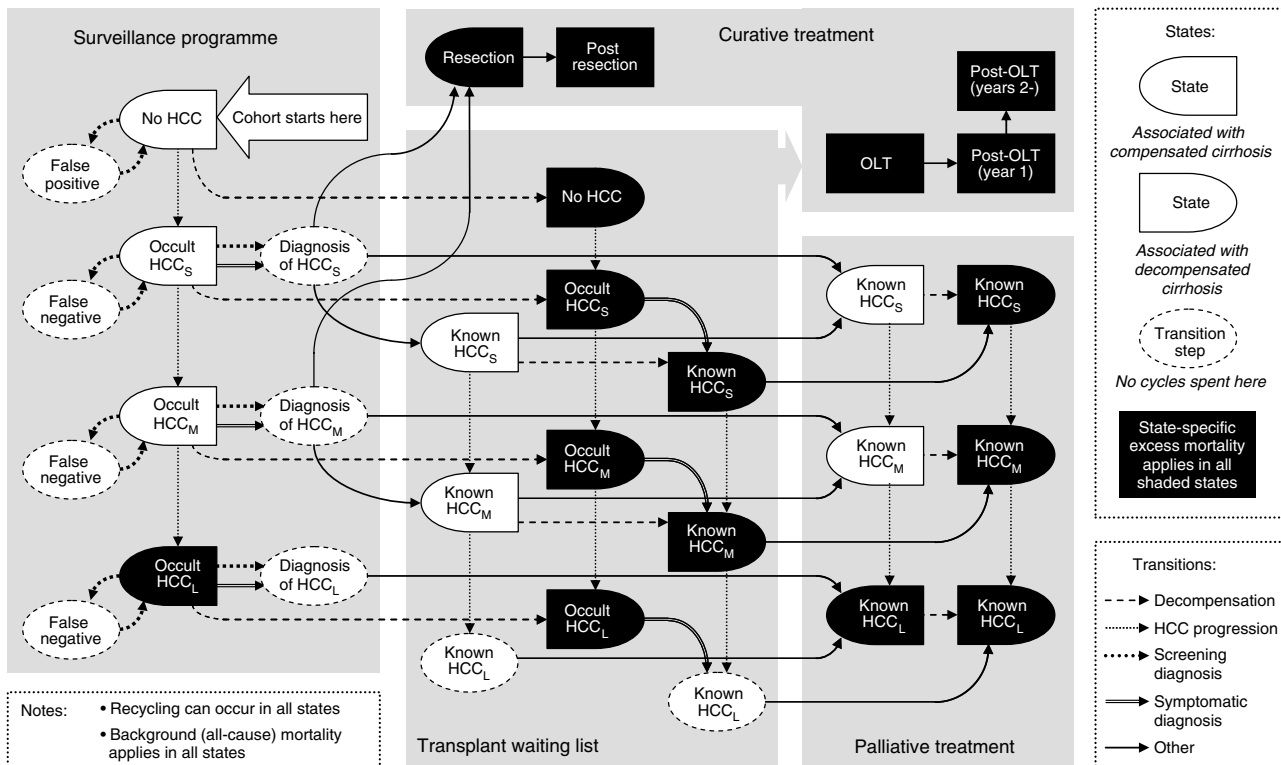 Surveillance programme
No HCC
Cohort starts here
False
positive
Occult
HCCS
Diagnosis
of HCCS
False
negative
Occult
HCCM
Diagnosis
of HCCM
False
negative
Occult
HCCL
Diagnosis
of HCCL
False
negative
Notes:
• Recycling can occur in all states
• Background (all-cause) mortality
applies in all states
Resection
Post
resection
Curative treatment
OLT
Post-OLT
(years 2-)
Post-OLT
(year 1)
No HCC
Occult
HCCS
Known
HCCS
Known
HCCS
Occult
HCCM
Known
HCCM
Known
HCCM
Occult
HCCL
Known
HCCL
Known
HCCL
Transplant waiting list
Known
HCCS
Known
HCCS
Known
HCCM
Known
HCCM
Known
HCCL
Known
HCCL
Palliative treatment
States:
State
Associated with
compensated cirrhosis
State
Associated with
decompensated
cirrhosis
Transition
step
No cycles spent here
State-specific
excess mortality
applies in all
shaded states
Transitions:
Decompensation
HCC progression
Screening
diagnosis
Symptomatic
diagnosis
Other